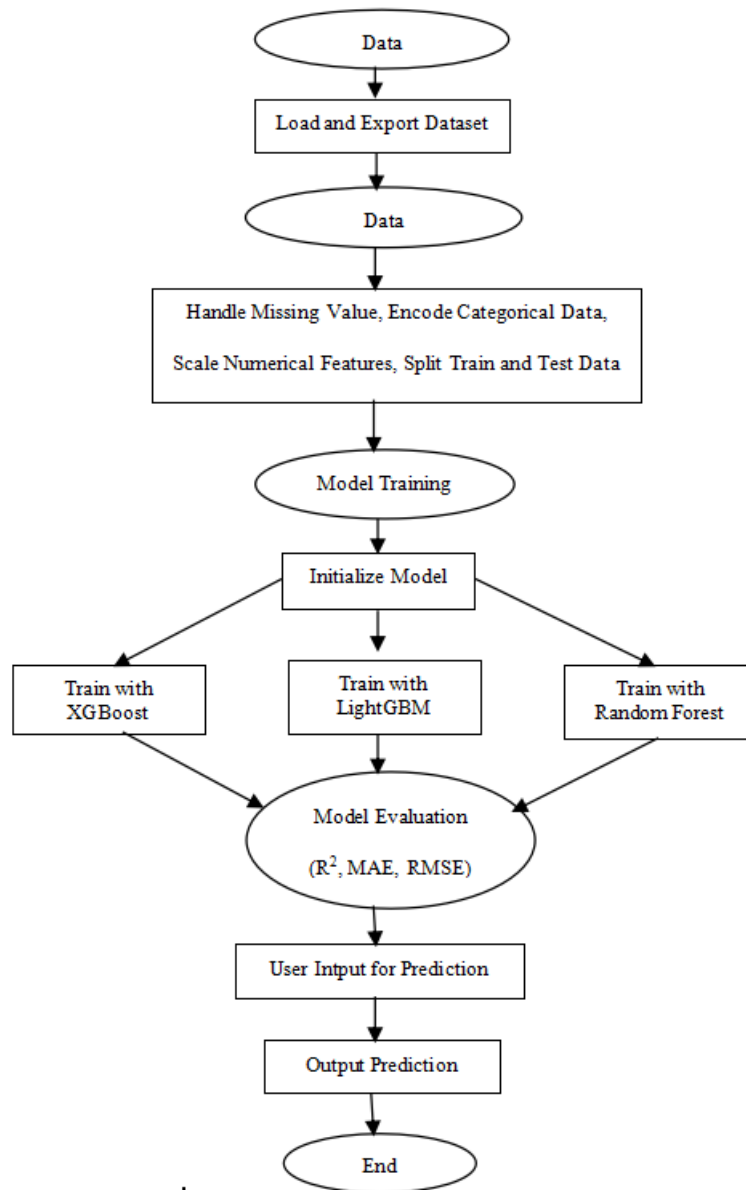 Data
Load and Export Dataset
Data
Handle Missing Value, Encode Categorical Data,
Scale Numerical Features, Split Train and Test Data
Model Training
Initialize Model
Train with
XGBoost
Train with
LightGBM
Train with
Random Forest
Model Evaluation
(R², MAE, RMSE)
User Intput for Prediction
Output Prediction
End